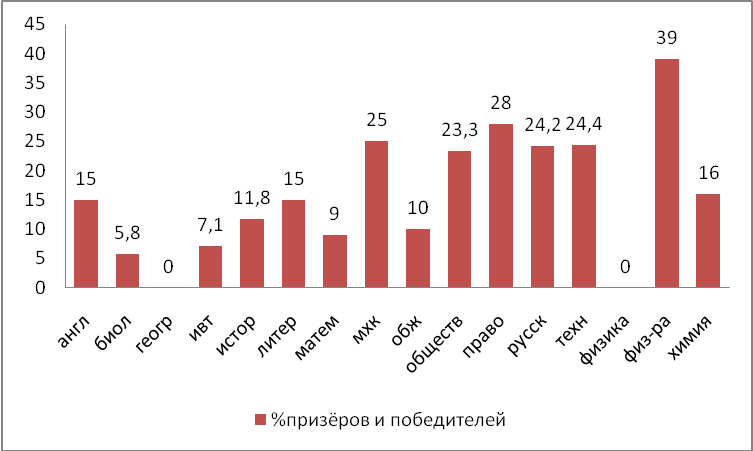 45
40
35
30
25
20
15
10
5
0
15
5,8
0
7,1
11,8
15
9
25
10
23,3
28
24,2
24,4
0
39
16
англ
биол
геогр
ивт
истор
литер
матем
мхк
обж
обществ
право
русск
техн
физика
физ-ра
химия
%призёров и победителей